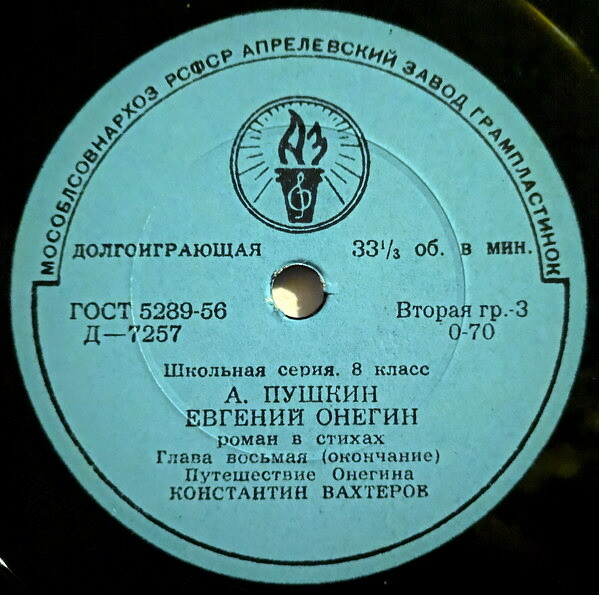 МОСОБЛСОВНАРХОЗ РСФСР АПРЕЛЕВСКИЙ ЗАВОД ГРАМПЛАСТИНОК
АЗ
ДОЛГОИГРАЮЩАЯ 33⅓ об. в мин.
ГОСТ 5289-56 Вторая гр.-3
Д—7257 0-70
Школьная серия. 8 класс
А. ПУШКИН
ЕВГЕНИЙ ОНЕГИН
роман в стихах
Глава восьмая (окончание)
Путешествие Онегина
КОНСТАНТИН ВАХТЕРОВ